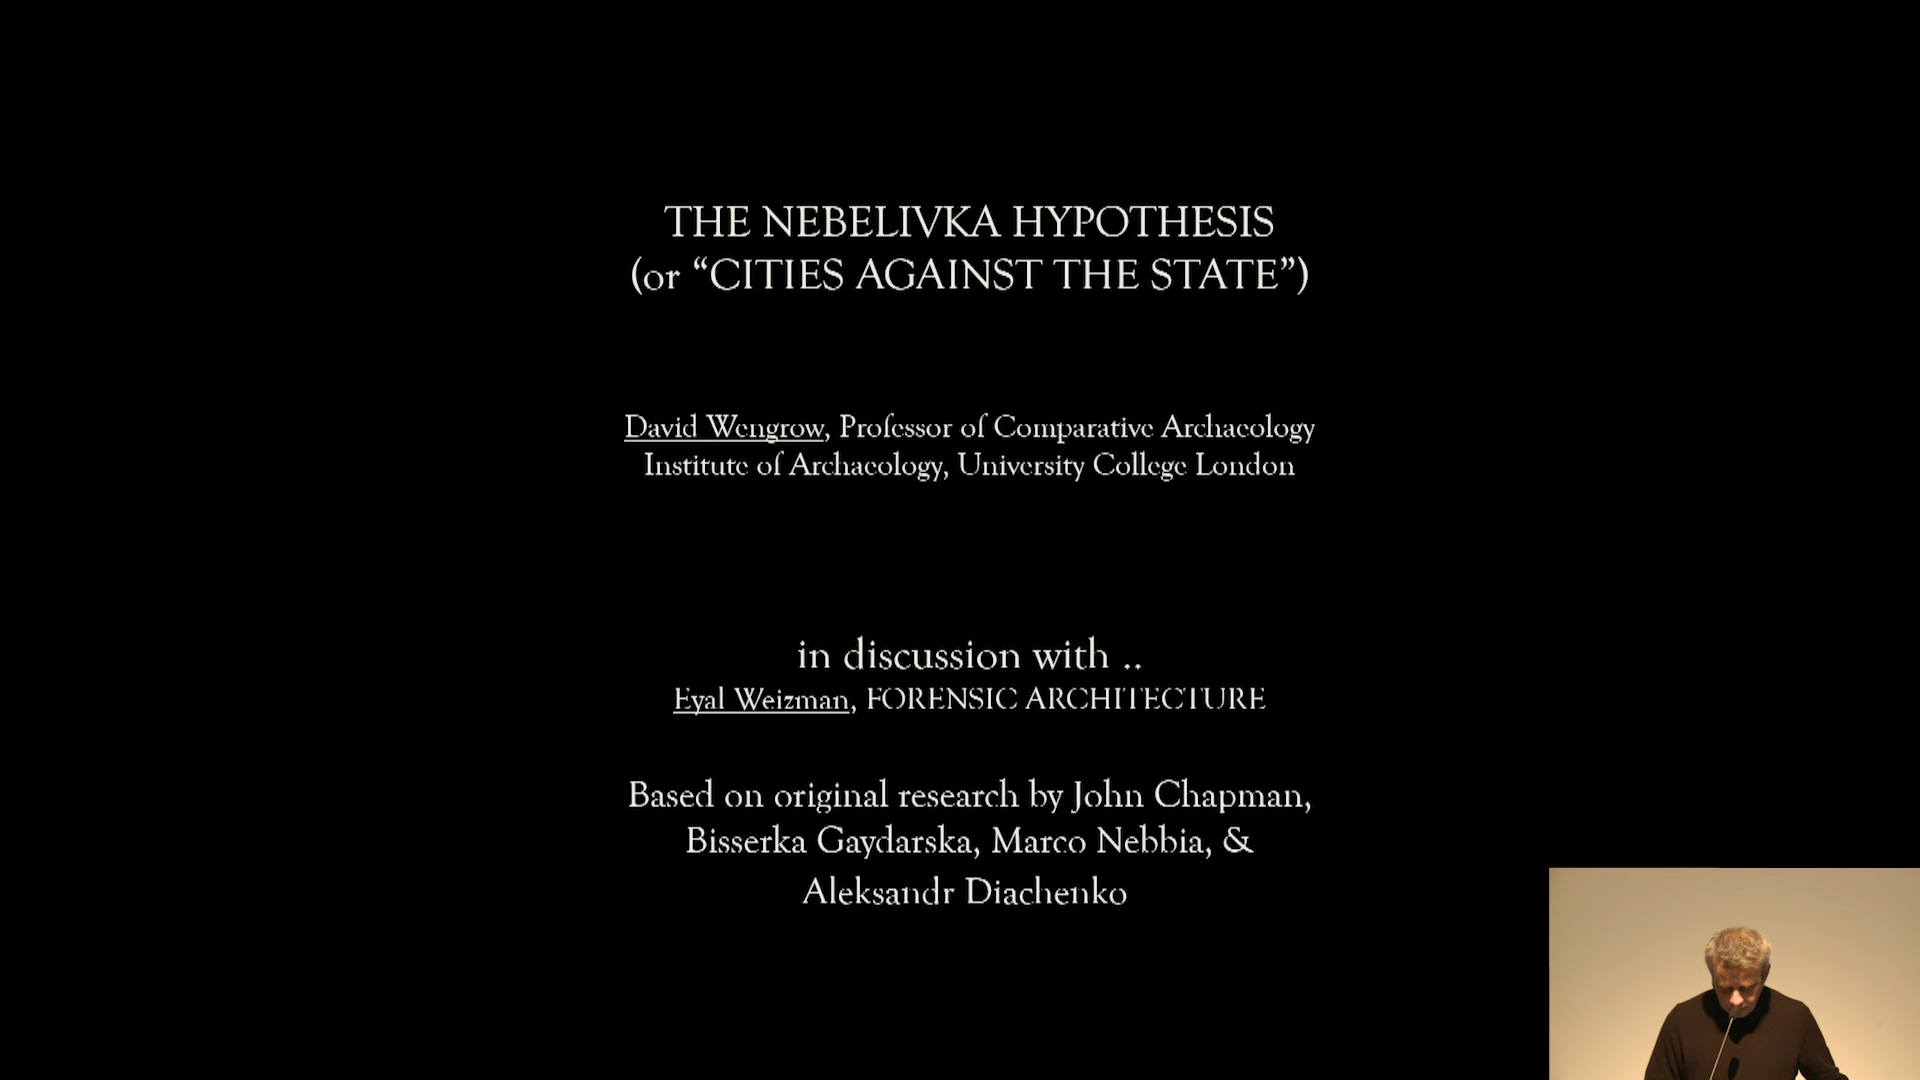 THE NEBELIVKA HYPOTHESIS
(or “CITIES AGAINST THE STATE”)
David Wengrow, Professor of Comparative Archaeology
Institute of Archaeology, University College London
in discussion with ..
Eyal Weizman, FORENSIC ARCHITECTURE
Based on original research by John Chapman,
Bisserka Gaydarska, Marco Nebbia, &
Aleksandr Diachenko